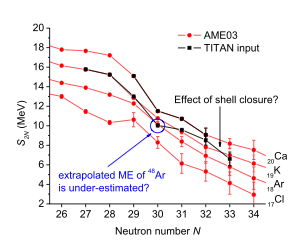 AME03
TITAN input
18
16
14
12
10
8
6
4
2
S2N (MeV)
Effect of shell closure?
extrapolated ME of 48Ar
is under-estimated?
20Ca
19K
18Ar
17Cl
26 27 28 29 30 31 32 33 34
Neutron number N